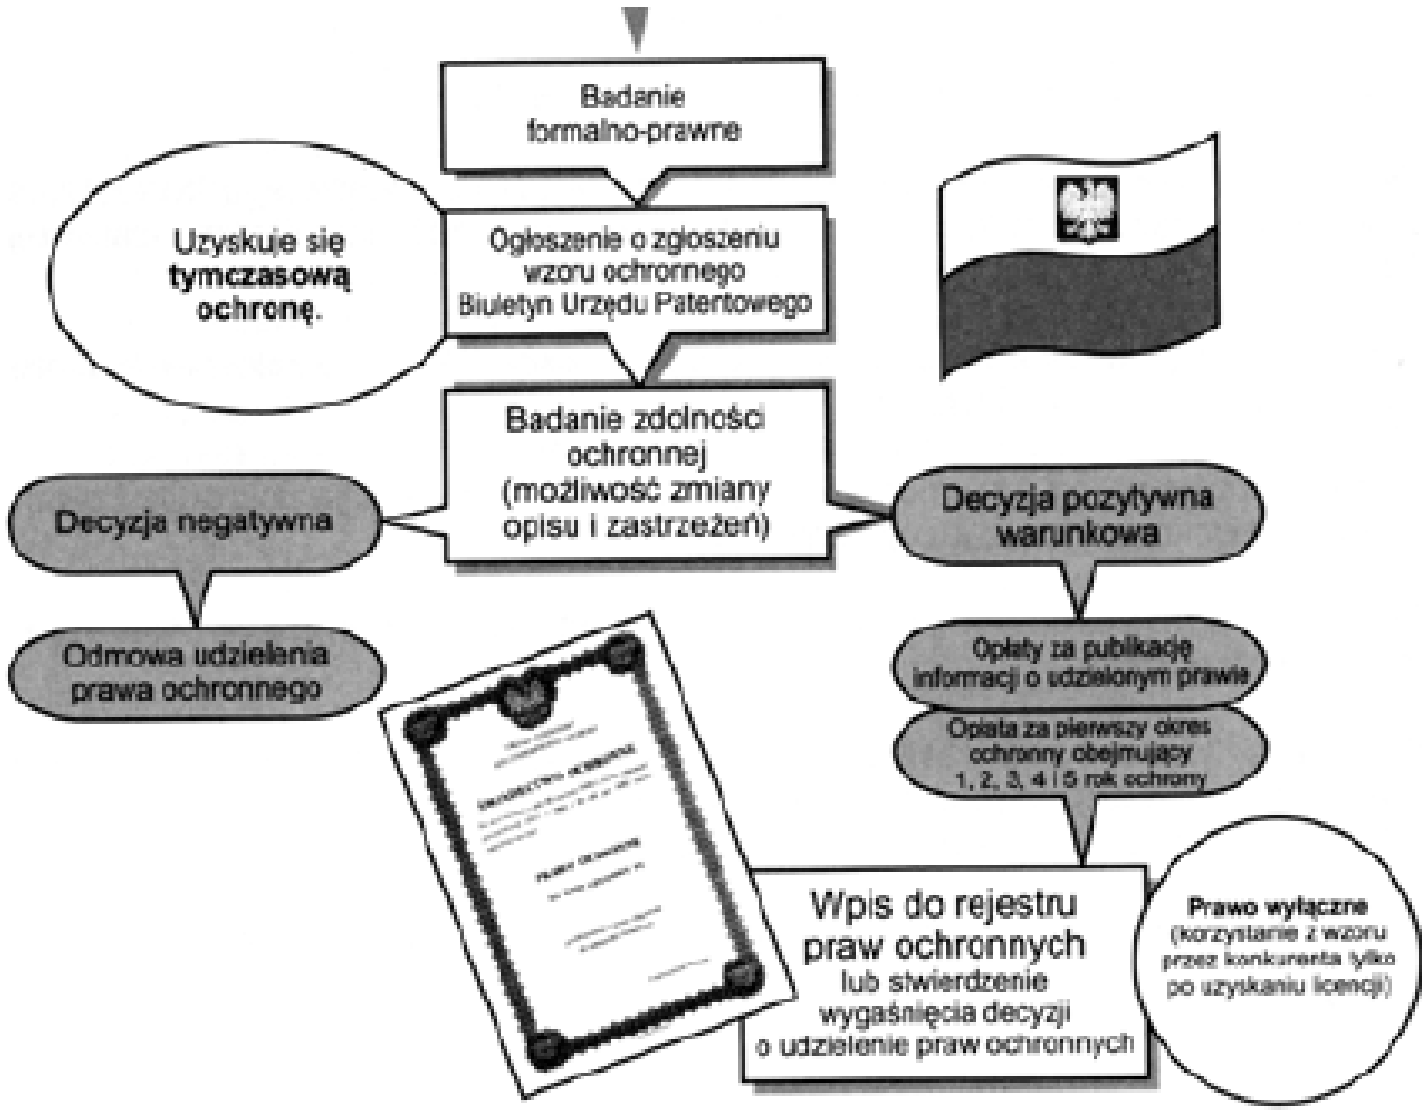 Badanie
formalno-prawne
Uzyskuje się
tymczasową
ochronę.
Ogłoszenie o zgłoszeniu
wzoru ochronnego
Biuletyn Urzędu Patentowego
Badanie zdolności
ochronnej
(możliwość zmiany
opisu i zastrzeżeń)
Decyzja negatywna
Decyzja pozytywna
warunkowa
Odmowa udzielenia
prawa ochronnego
Opłaty za publikację
informacji o udzielonym prawie
Opłata za pierwszy okres
ochronny obejmujący
1, 2, 3, 4 i 5 rok ochrony
Wpis do rejestru
praw ochronnych
lub stwierdzenie
wygaśnięcia decyzji
o udzielenie praw ochronnych
Prawo wyłączne
(korzystanie z wzoru
przez konkurenta tylko
po uzyskaniu licencji)